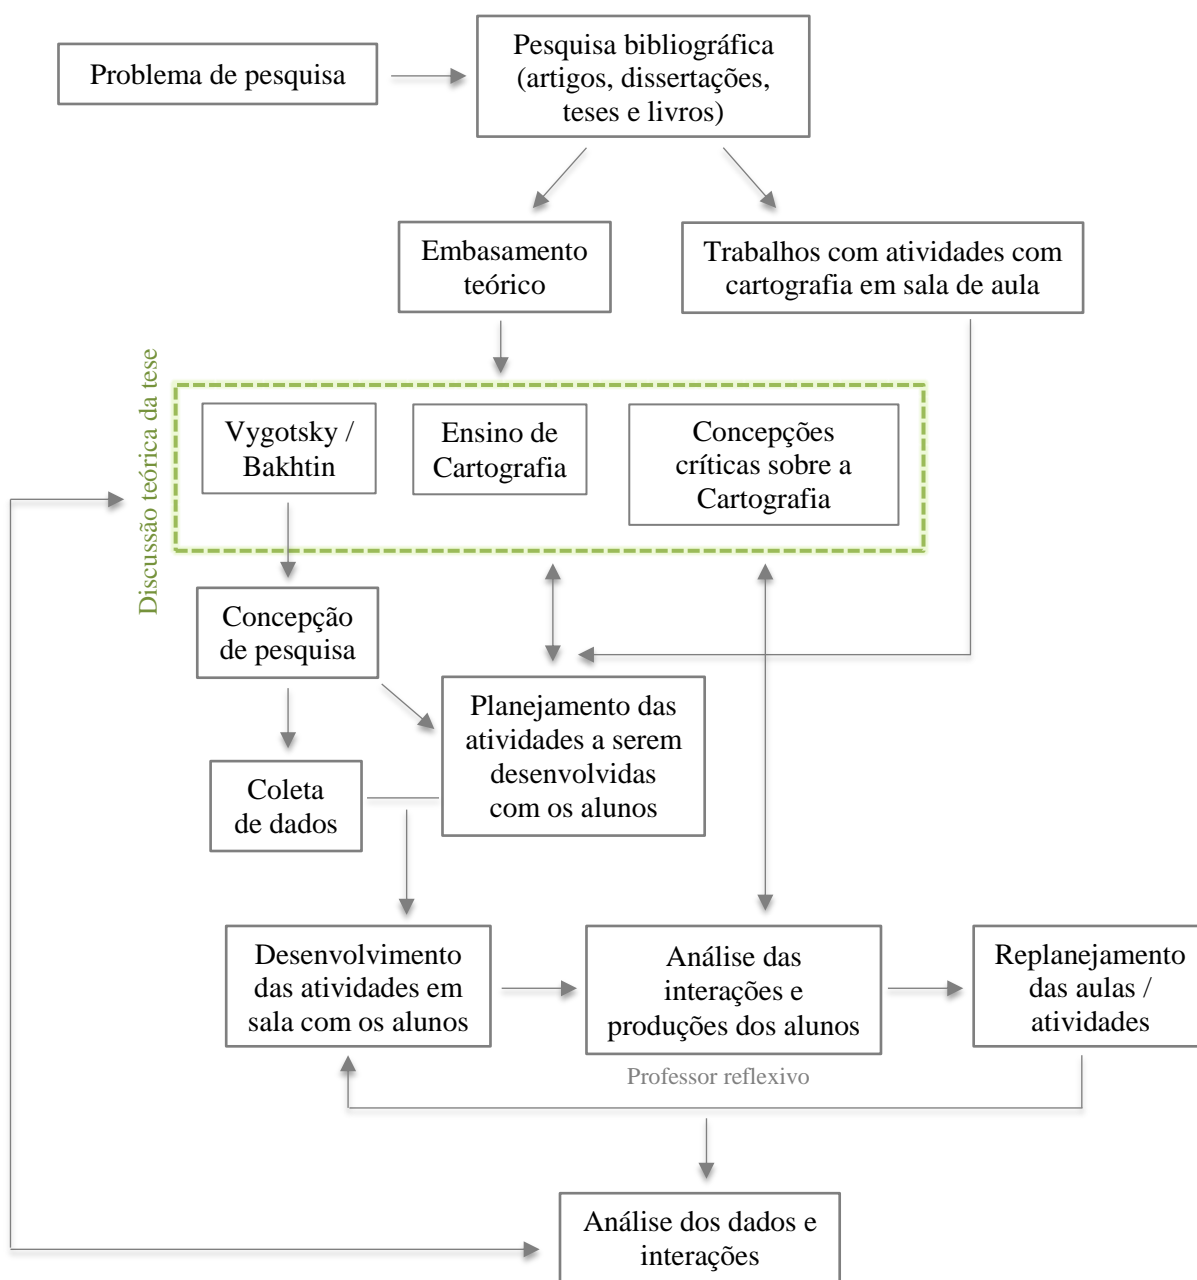 Problema de pesquisa
Pesquisa bibliográfica
(artigos, dissertações,
teses e livros)
Embasamento
teórico
Trabalhos com atividades com
cartografia em sala de aula
Discussão teórica da tese
Vygotsky /
Bakhtin
Ensino de
Cartografia
Concepções
críticas sobre a
Cartografia
Concepção
de pesquisa
Planejamento das
atividades a serem
desenvolvidas
com os alunos
Coleta
de dados
Desenvolvimento
das atividades em
sala com os alunos
Análise das
interações e
produções dos alunos
Replanejamento
das aulas /
atividades
Professor reflexivo
Análise dos dados e
interações